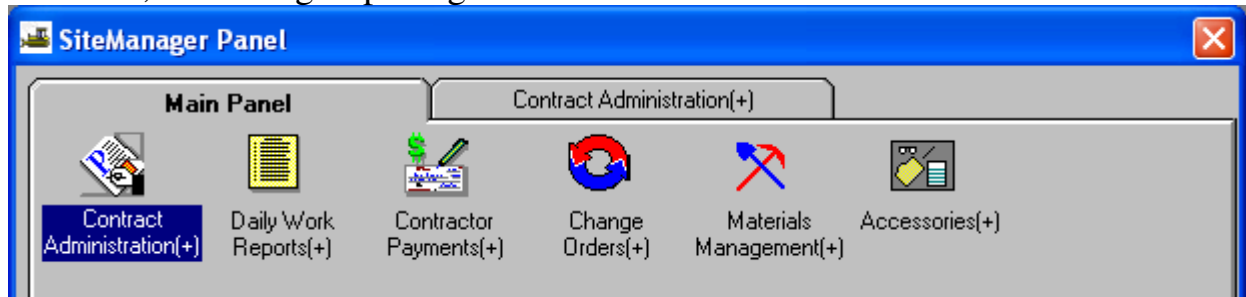 SiteManager Panel
Main Panel
Contract Administration(+)
Contract
Administration(+)
Daily Work
Reports(+)
Contractor
Payments(+)
Change
Orders(+)
Materials
Management(+)
Accessories(+)